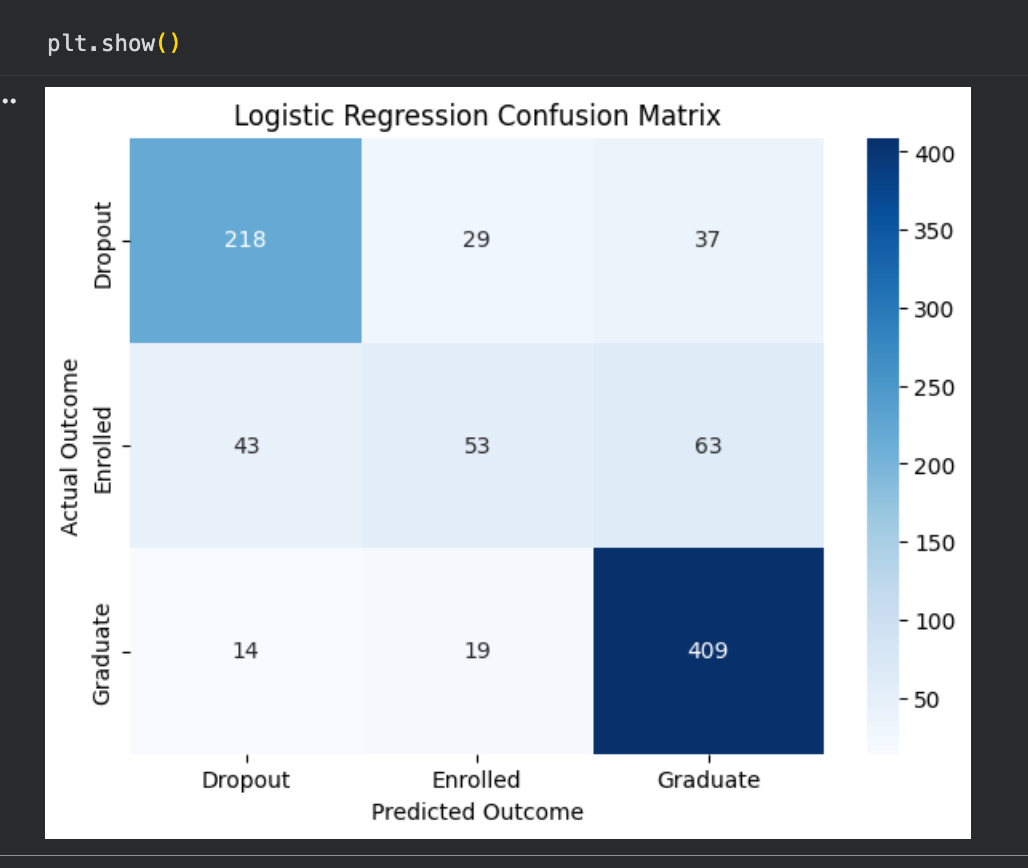 plt.show()
Logistic Regression Confusion Matrix
Actual Outcome
Dropout
218 29 37
Enrolled
43 53 63
Graduate
14 19 409
Dropout Enrolled Graduate
Predicted Outcome
400
350
300
250
200
150
100
50